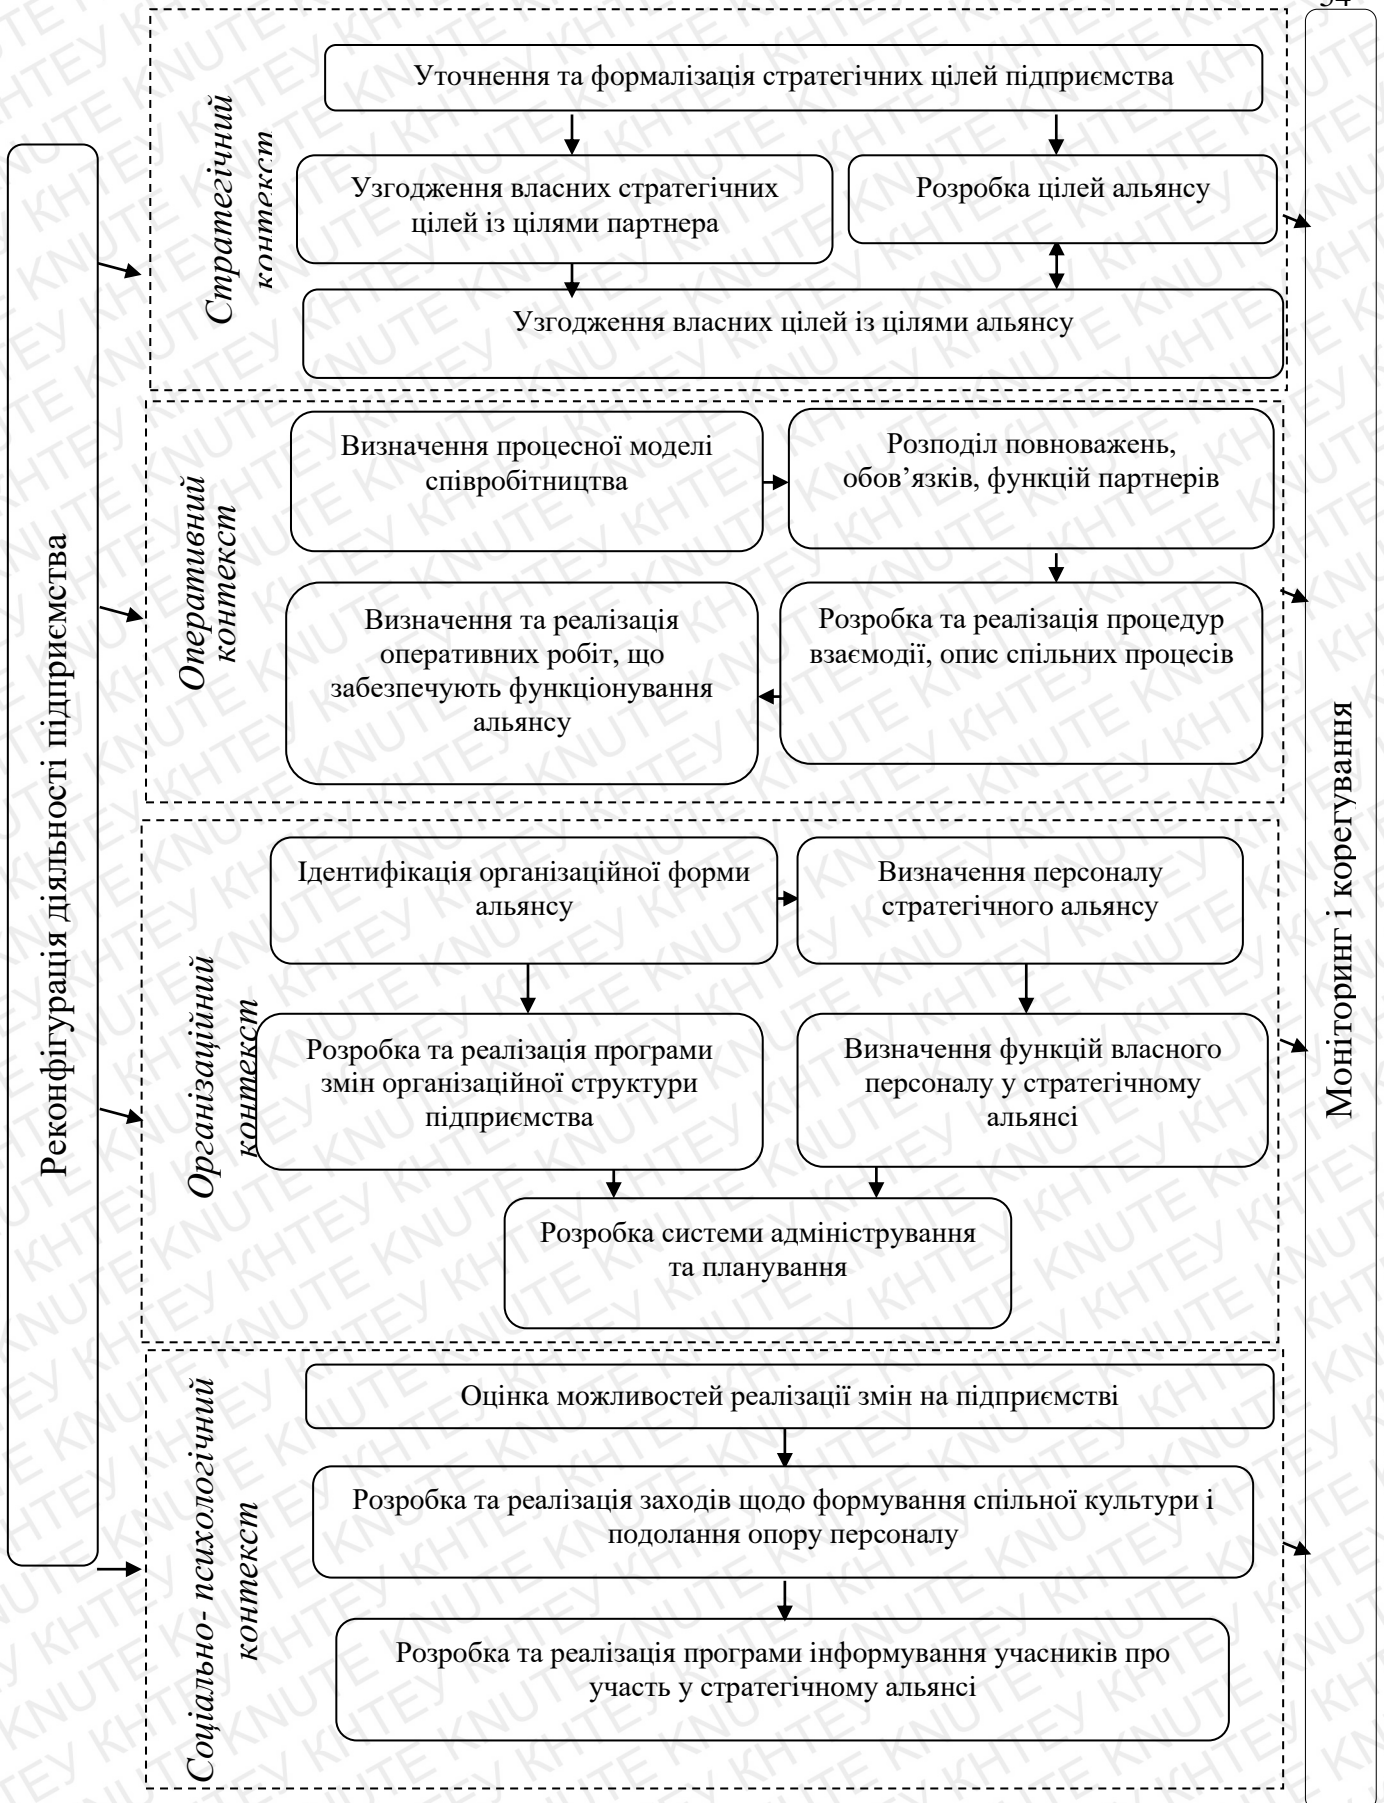 Реконфігурація діяльності підприємства
Стратегічний
контекст
Уточнення та формалізація стратегічних цілей підприємства
Узгодження власних стратегічних
цілей із цілями партнера
Розробка цілей альянсу
Узгодження власних цілей із цілями альянсу
Оперативний
контекст
Визначення процесної моделі
співробітництва
Розподіл повноважень,
обов’язків, функцій партнерів
Визначення та реалізація
оперативних робіт, що
забезпечують функціонування
альянсу
Розробка та реалізація процедур
взаємодії, опис спільних процесів
Організаційний
контекст
Ідентифікація організаційної форми
альянсу
Визначення персоналу
стратегічного альянсу
Розробка та реалізація програми
змін організаційної структури
підприємства
Визначення функцій власного
персоналу у стратегічному
альянсі
Розробка системи адміністрування
та планування
Соціально- психологічний
контекст
Оцінка можливостей реалізації змін на підприємстві
Розробка та реалізація заходів щодо формування спільної культури і
подолання опору персоналу
Розробка та реалізація програми інформування учасників про
участь у стратегічному альянсі
Моніторинг і корегування